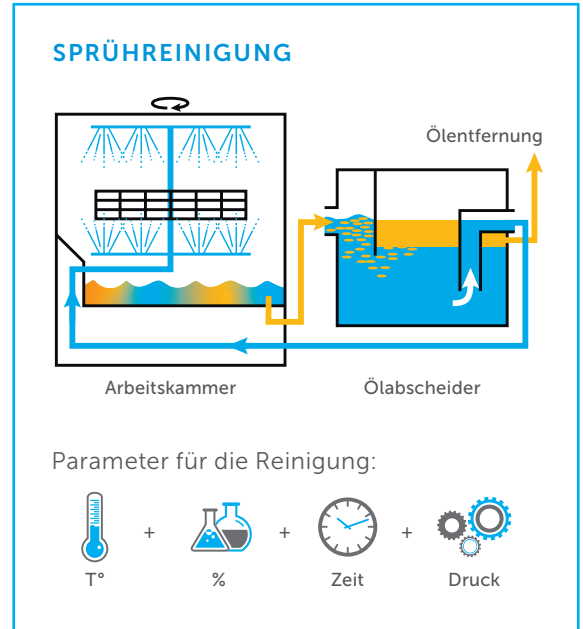 SPRÜHREINIGUNG
Ölentfernung
Arbeitskammer
Ölabscheider
Parameter für die Reinigung:
+ + +
T° % Zeit Druck